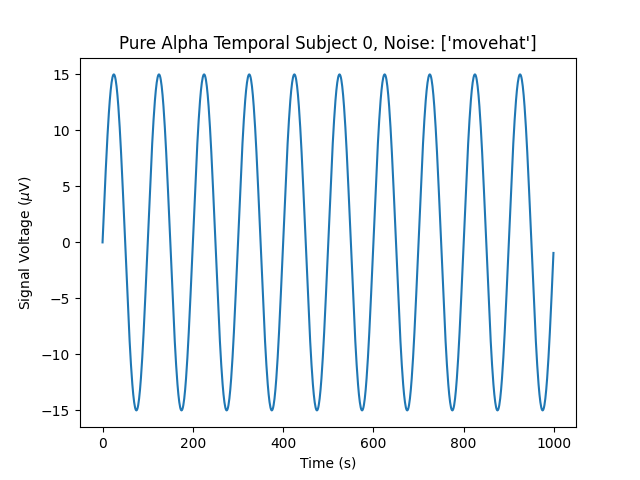 Pure Alpha Temporal Subject 0, Noise: ['movehat']
15
10
5
0
−5
−10
−15
Signal Voltage (μV)
0 200 400 600 800 1000
Time (s)